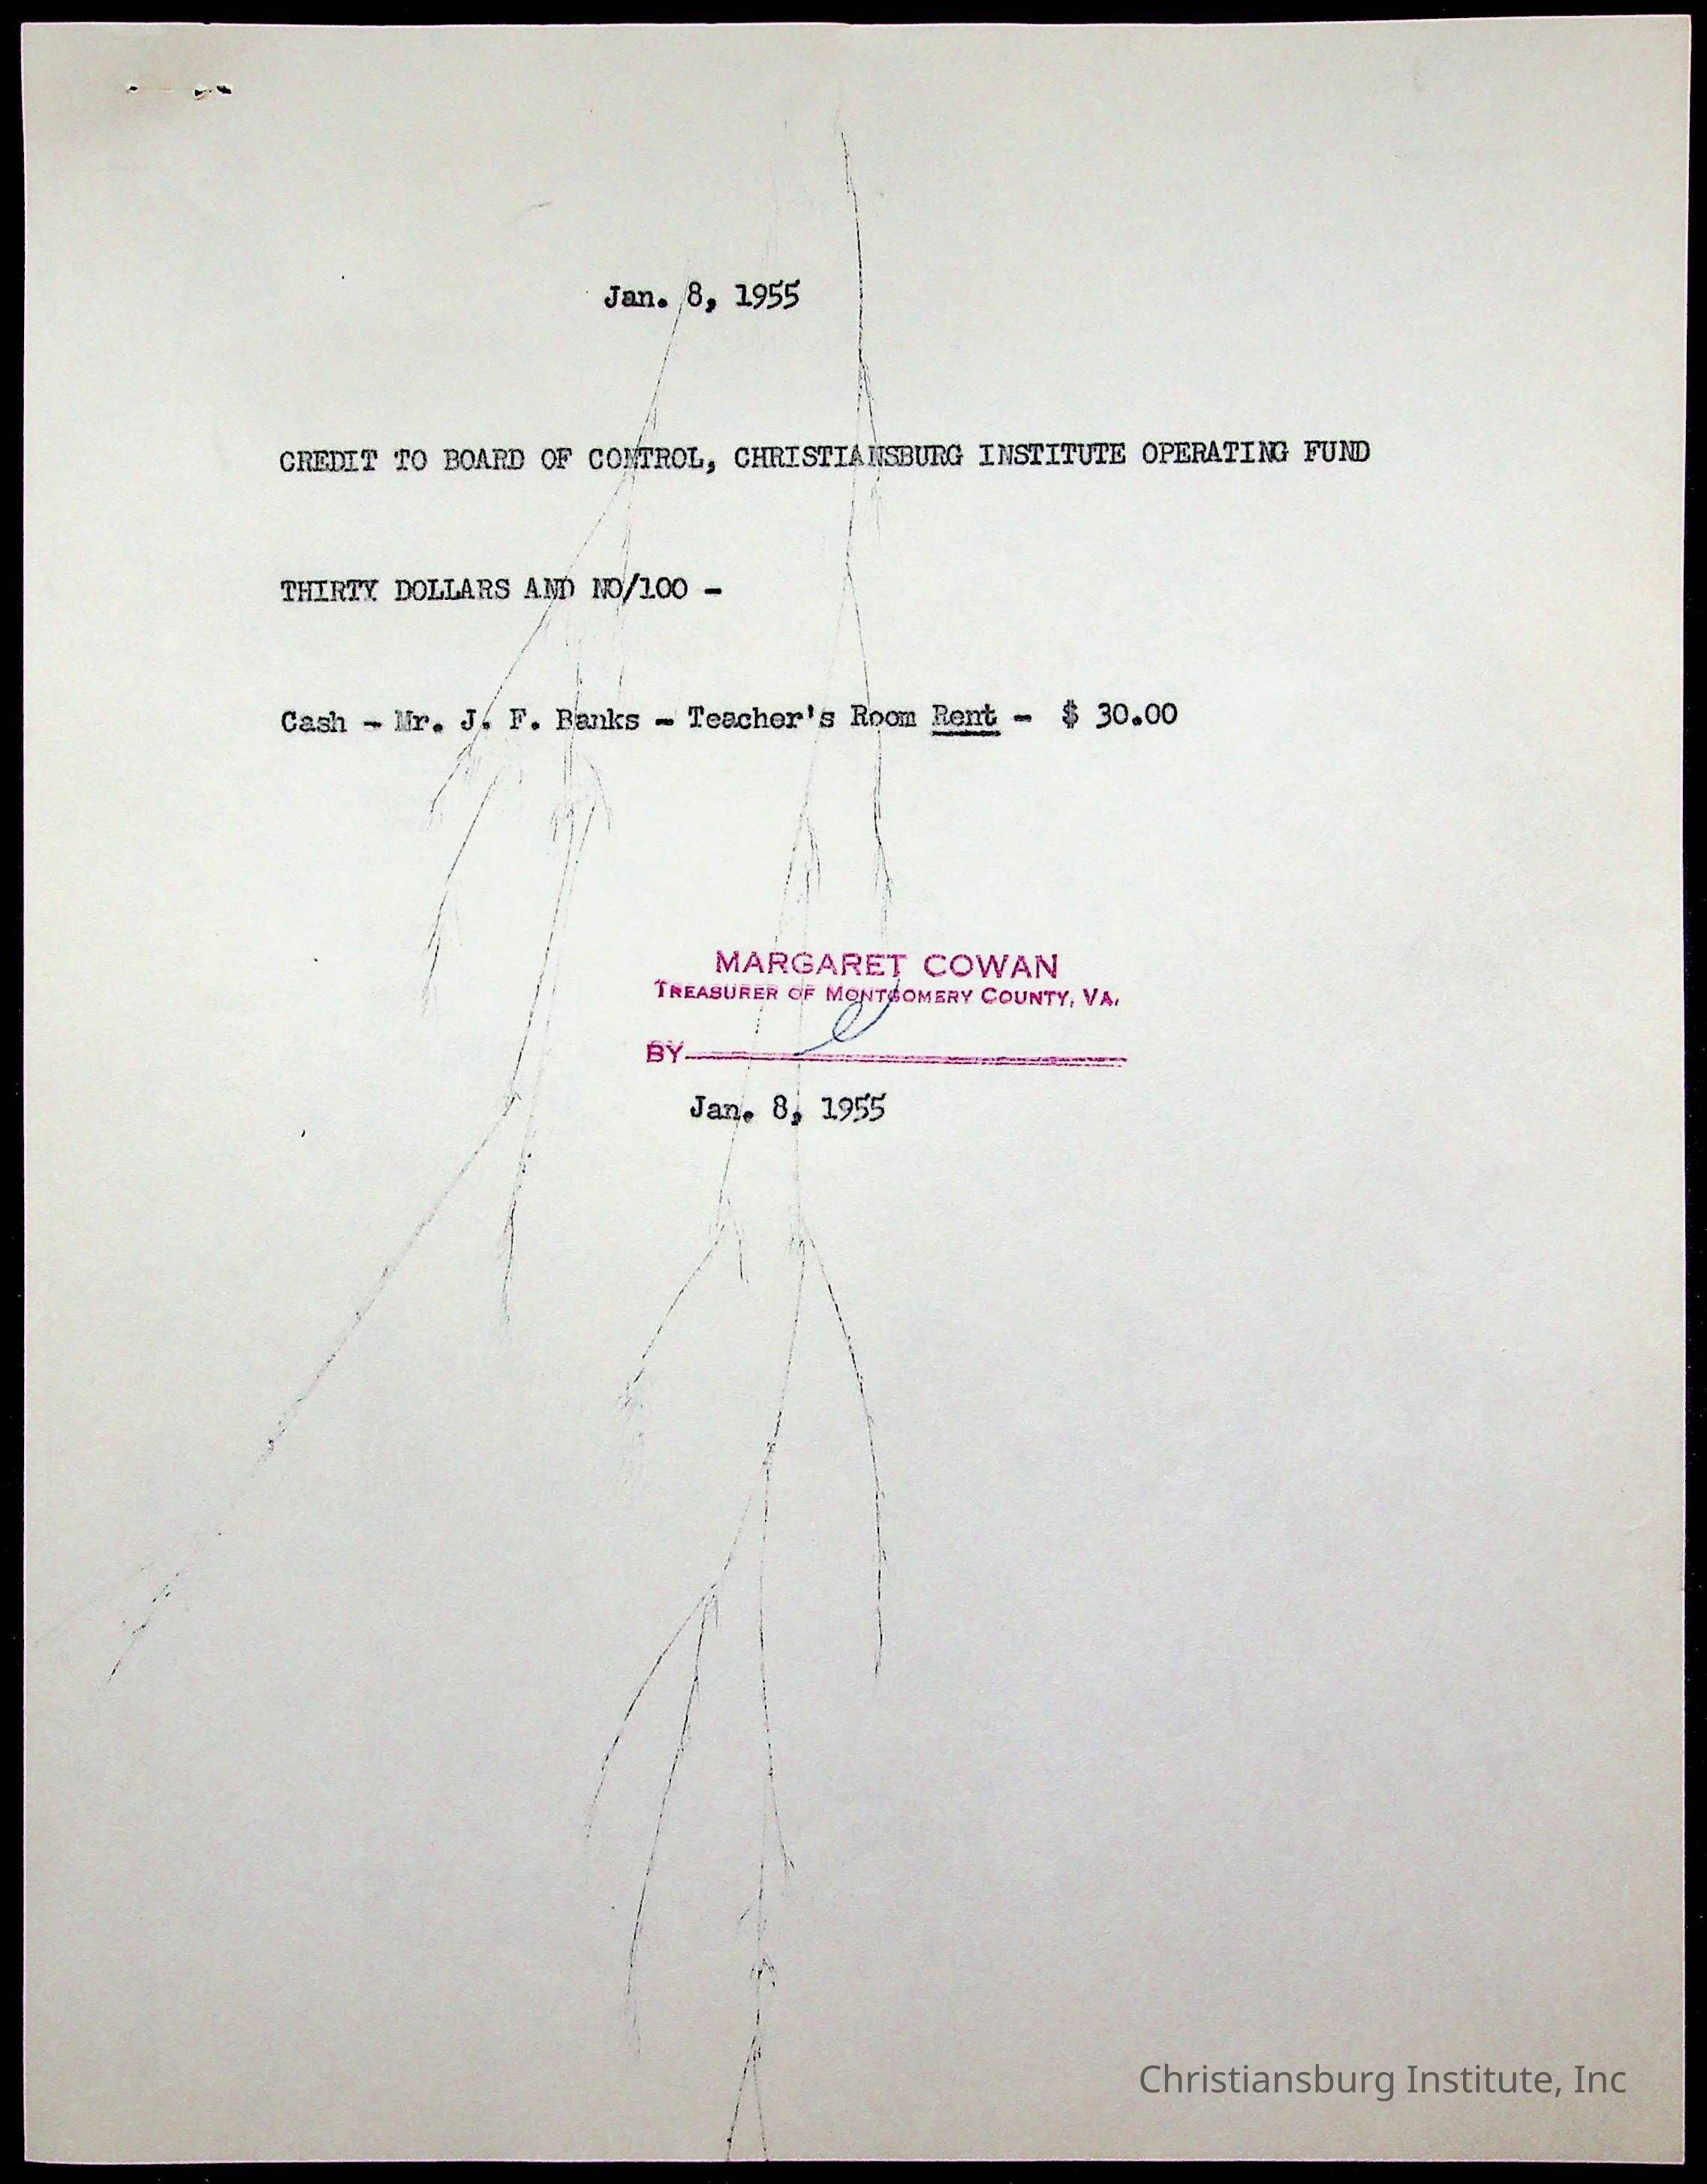 Jan. 8, 1955
CREDIT TO BOARD OF CONTROL, CHRISTIANSBURG INSTITUTE OPERATING FUND
THIRTY DOLLARS AND NO/100 -
Cash - Mr. J. F. Banks - Teacher's Room Rent - $ 30.00
MARGARET COWAN
TREASURER OF MONTGOMERY COUNTY, VA.
BY
Jan. 8, 1955
Christiansburg Institute, Inc